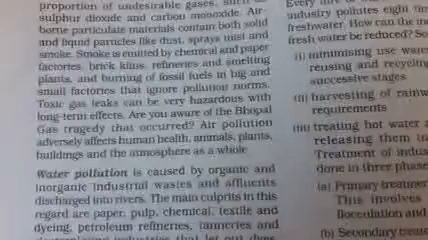 proportion of undesirable gases, such as
sulphur dioxide and carbon monoxide. Air-
borne particulate materials contain both solid
and liquid particles like dust, sprays mist and
smoke. Smoke is emitted by chemical and paper
factories, brick kilns, refineries and smelting
plants, and burning of fossil fuels in big and
small factories that ignore pollution norms.
Toxic gas leaks can be very hazardous with
long-term effects. Are you aware of the Bhopal
Gas tragedy that occurred? Air pollution
adversely affects human health, animals, plants,
buildings and the atmosphere as a whole.
Water pollution is caused by organic and
inorganic industrial wastes and affluents
discharged into rivers. The main culprits in this
regard are paper, pulp, chemical, textile and
dyeing, petroleum refineries, tanneries and
industries that let out
Every
industry pollutes eight
freshwater. How can the
fresh water be reduced?
(i) minimising use
reusing and recycling
successive stages
(ii) harvesting of
requirements
(iii) treating hot water
releasing them
Treatment of
done in three
(a) Primary
This involves
flocculation and
(b) Secondary